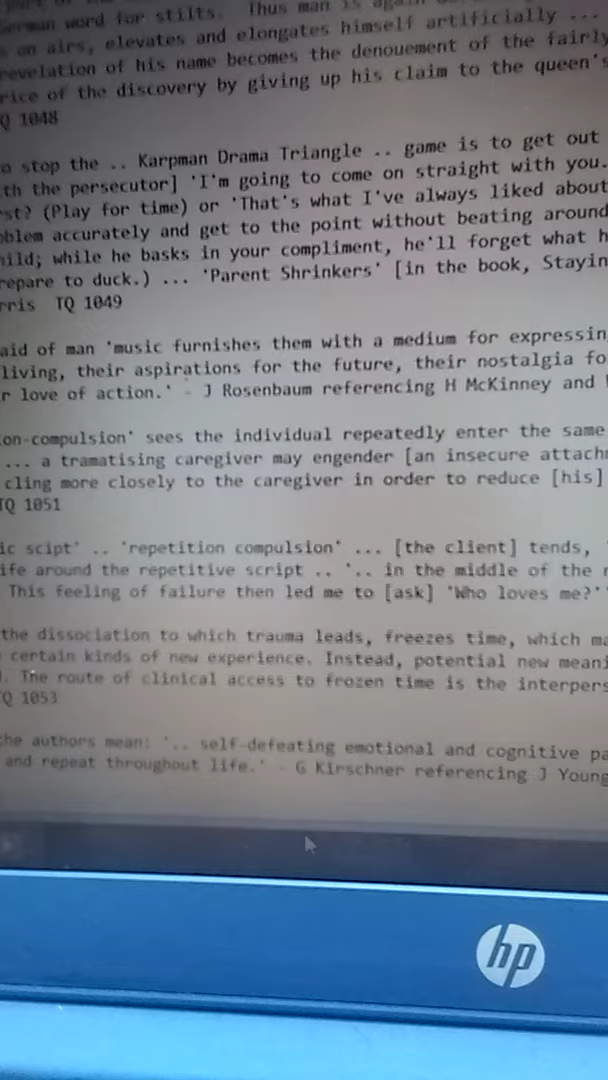 German word for stilts. Thus man is again
s on airs, elevates and elongates himself artificially ...
revelation of his name becomes the denouement of the fairly
rice of the discovery by giving up his claim to the queen's
Q 1048
o stop the .. Karpman Drama Triangle .. game is to get out
th the persecutor] 'I'm going to come on straight with you.
rst? (Play for time) or 'That's what I've always liked about
oblem accurately and get to the point without beating around
hild; while he basks in your compliment, he'll forget what h
repare to duck.) ... 'Parent Shrinkers' [in the book, Stayin
rris TQ 1049
aid of man 'music furnishes them with a medium for expressin
living, their aspirations for the future, their nostalgia fo
r love of action.' - J Rosenbaum referencing H McKinney and
on-compulsion' sees the individual repeatedly enter the same
... a tramatising caregiver may engender [an insecure attach
cling more closely to the caregiver in order to reduce [his]
TQ 1051
ic scipt' .. 'repetition compulsion' ... [the client] tends,
ife around the repetitive script .. '.. in the middle of the
This feeling of failure then led me to [ask] 'Who loves me?''
the dissociation to which trauma leads, freezes time, which ma
certain kinds of new experience. Instead, potential new meani
. The route of clinical access to frozen time is the interpers
Q 1053
he authors mean: '.. self-defeating emotional and cognitive pa
and repeat throughout life.' - G Kirschner referencing J Young
hp